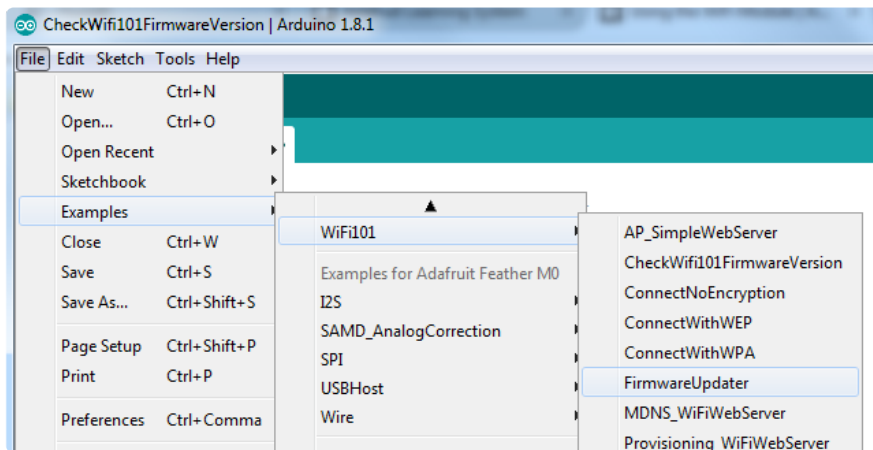 CheckWifi101FirmwareVersion | Arduino 1.8.1
File Edit Sketch Tools Help
New Ctrl+N
Open... Ctrl+O
Open Recent
Sketchbook
Examples
Close Ctrl+W
Save Ctrl+S
Save As... Ctrl+Shift+S
Page Setup Ctrl+Shift+P
Print Ctrl+P
Preferences Ctrl+Comma
WiFi101
Examples for Adafruit Feather M0
I2S
SAMD_AnalogCorrection
SPI
USBHost
Wire
AP_SimpleWebServer
CheckWifi101FirmwareVersion
ConnectNoEncryption
ConnectWithWEP
ConnectWithWPA
FirmwareUpdater
MDNS_WiFiWebServer
Provisioning_WiFiWebServer